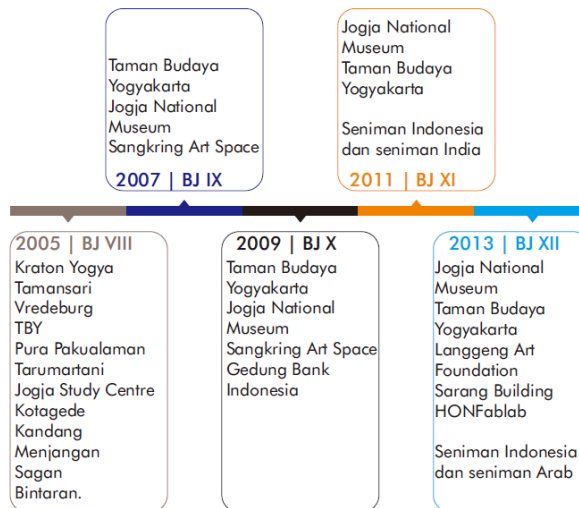 Taman Budaya
Yogyakarta
Jogja National
Museum
Sangkring Art Space
2007 | BJ IX
Jogja National
Museum
Taman Budaya
Yogyakarta
Seniman Indonesia
dan seniman India
2011 | BJ XI
2005 | BJ VIII
Kraton Yogya
Tamansari
Vredeburg
TBY
Pura Pakualaman
Tarumartani
Jogja Study Centre
Kotagede
Kandang
Menjangan
Sagan
Bintaran.
2009 | BJ X
Taman Budaya
Yogyakarta
Jogja National
Museum
Sangkring Art Space
Gedung Bank
Indonesia
2013 | BJ XII
Jogja National
Museum
Taman Budaya
Yogyakarta
Langgeng Art
Foundation
Sarang Building
HONFablab
Seniman Indonesia
dan seniman Arab